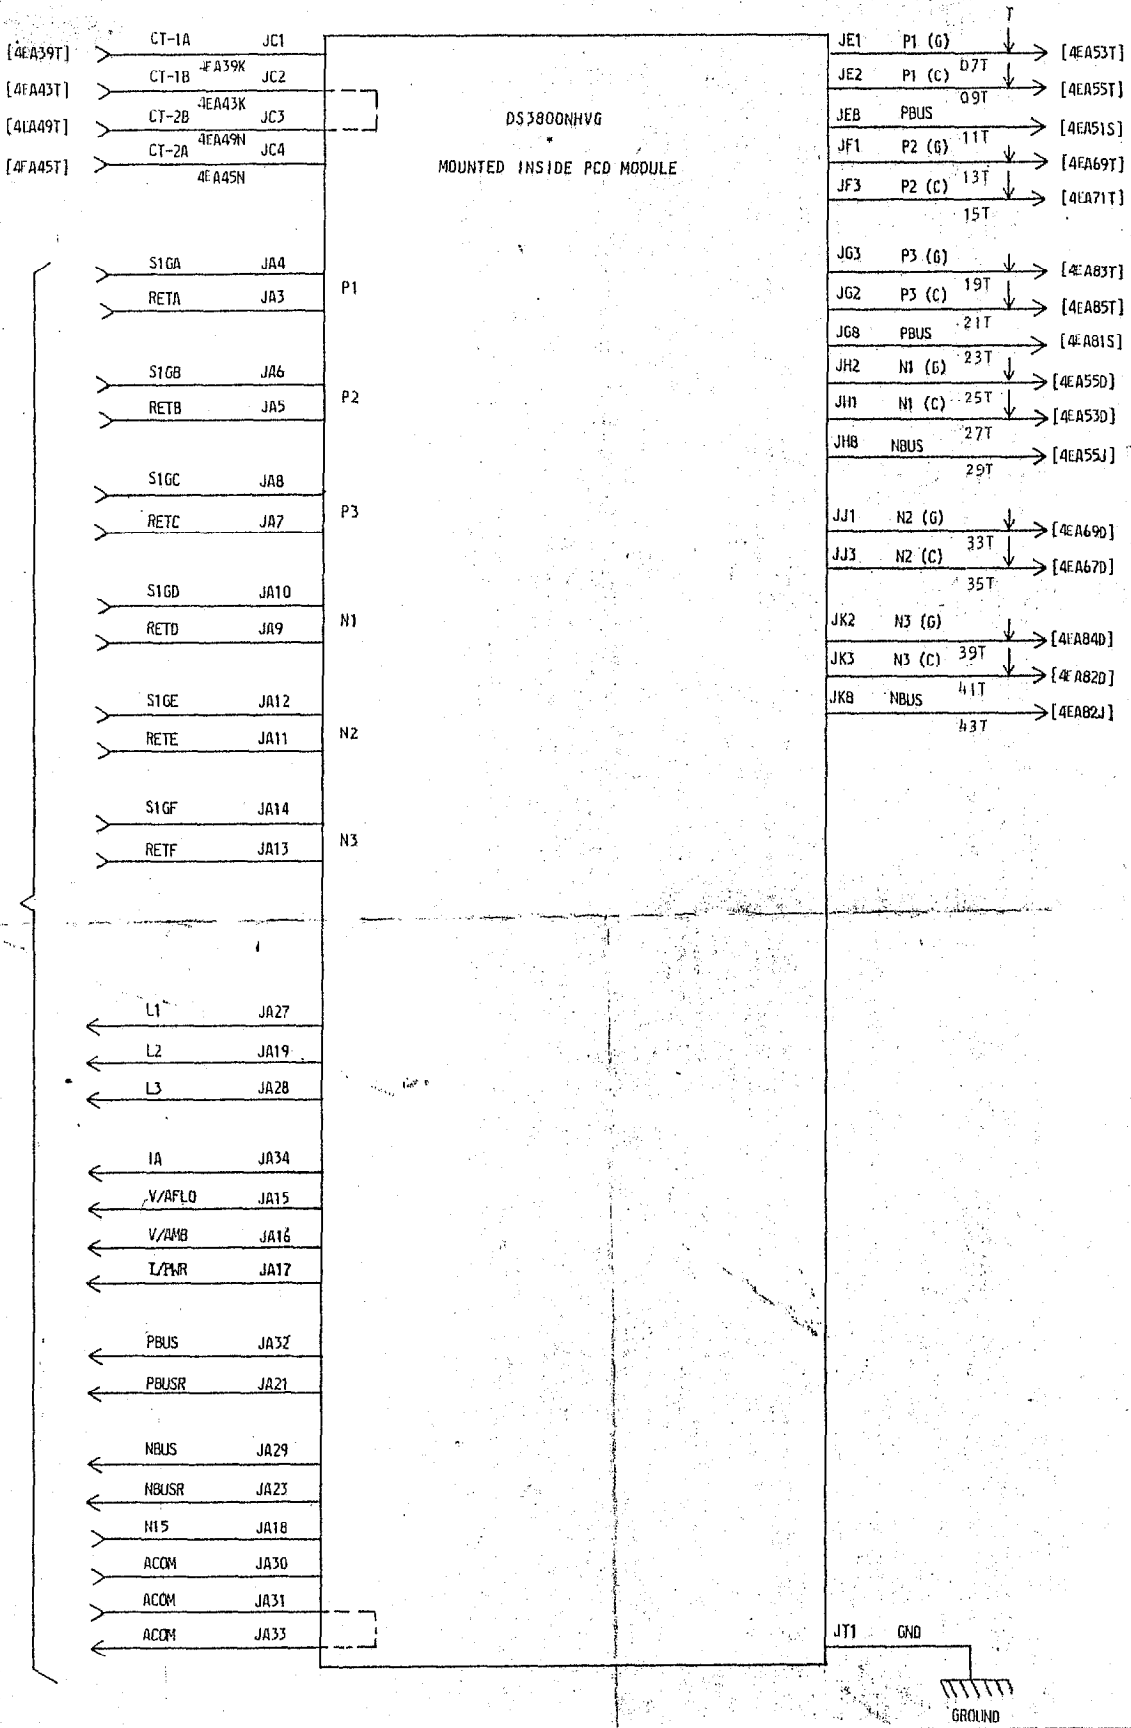 T
[4EA39T] CT-1A JC1
4EA39K
[4EA43T] CT-1B JC2
4EA43K
[4EA49T] CT-2B JC3
4EA49N
[4EA45T] CT-2A JC4
4EA45N
DS3800NHVG
*
MOUNTED INSIDE PCD MODULE
S1GA JA4
RETA JA3
P1
S1GB JA6
RETB JA5
P2
S1GC JA8
RETC JA7
P3
S1GD JA10
RETD JA9
N1
S1GE JA12
RETE JA11
N2
S1GF JA14
RETF JA13
N3
L1 JA27
L2 JA19
L3 JA28
IA JA34
V/AFLO JA15
V/AMB JA16
I/PWR JA17
PBUS JA32
PBUSR JA21
NBUS JA29
NBUSR JA23
N15 JA18
ACOM JA30
ACOM JA31
ACOM JA33
JE1 P1 (G) 07T [4EA53T]
JE2 P1 (C) 09T [4EA55T]
JE8 PBUS 11T [4EA51S]
JF1 P2 (G) 13T [4EA69T]
JF3 P2 (C) 15T [4EA71T]
JG3 P3 (G) 19T [4EA83T]
JG2 P3 (C) 21T [4EA85T]
JG8 PBUS 23T [4EA81S]
JH2 N1 (G) 25T [4EA55D]
JH1 N1 (C) 27T [4EA53D]
JH8 NBUS 29T [4EA55J]
JJ1 N2 (G) 33T [4EA69D]
JJ3 N2 (C) 35T [4EA67D]
JK2 N3 (G) 39T [4EA84D]
JK3 N3 (C) 41T [4EA82D]
JK8 NBUS 43T [4EA82J]
JT1 GND
GROUND